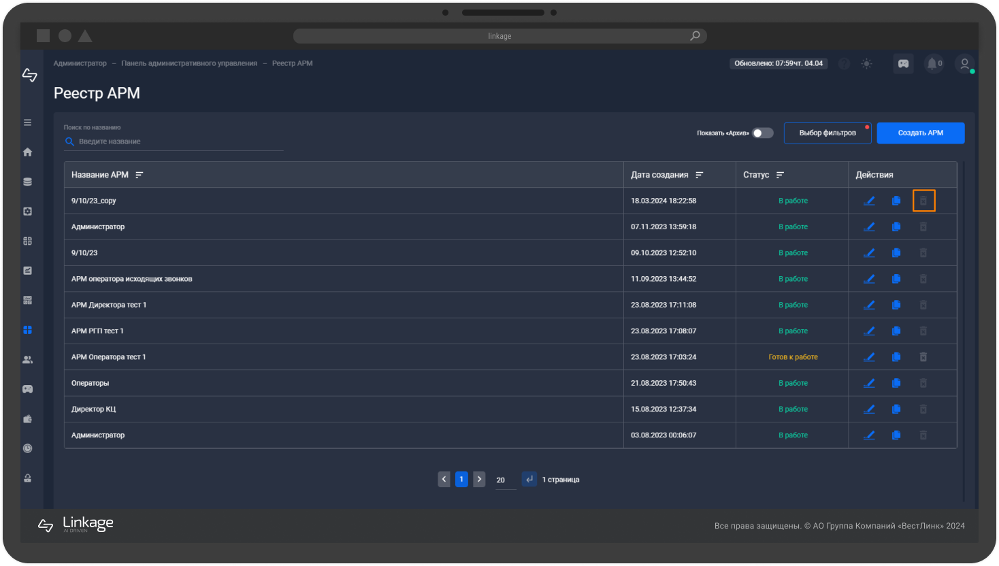 linkage
Администратор – Панель административного управления – Реестр АРМ
Обновлено: 07:59чт. 04.04
0
Реестр АРМ
Поиск по названию
Введите название
Показать «Архив»
Выбор фильтров
Создать АРМ
Название АРМ Дата создания Статус Действия
9/10/23_copy 18.03.2024 18:22:58 В работе
Администратор 07.11.2023 13:59:18 В работе
9/10/23 09.10.2023 12:52:10 В работе
АРМ оператора исходящих звонков 11.09.2023 13:44:52 В работе
АРМ Директора тест 1 23.08.2023 17:11:08 В работе
АРМ РГП тест 1 23.08.2023 17:08:07 В работе
АРМ Оператора тест 1 23.08.2023 17:03:24 Готов к работе
Операторы 21.08.2023 17:50:43 В работе
Директор КЦ 15.08.2023 12:37:34 В работе
Администратор 03.08.2023 00:06:07 В работе
1 20 1 страница
Linkage
AI DRIVEN
Все права защищены. © АО Группа Компаний «ВестЛинк» 2024